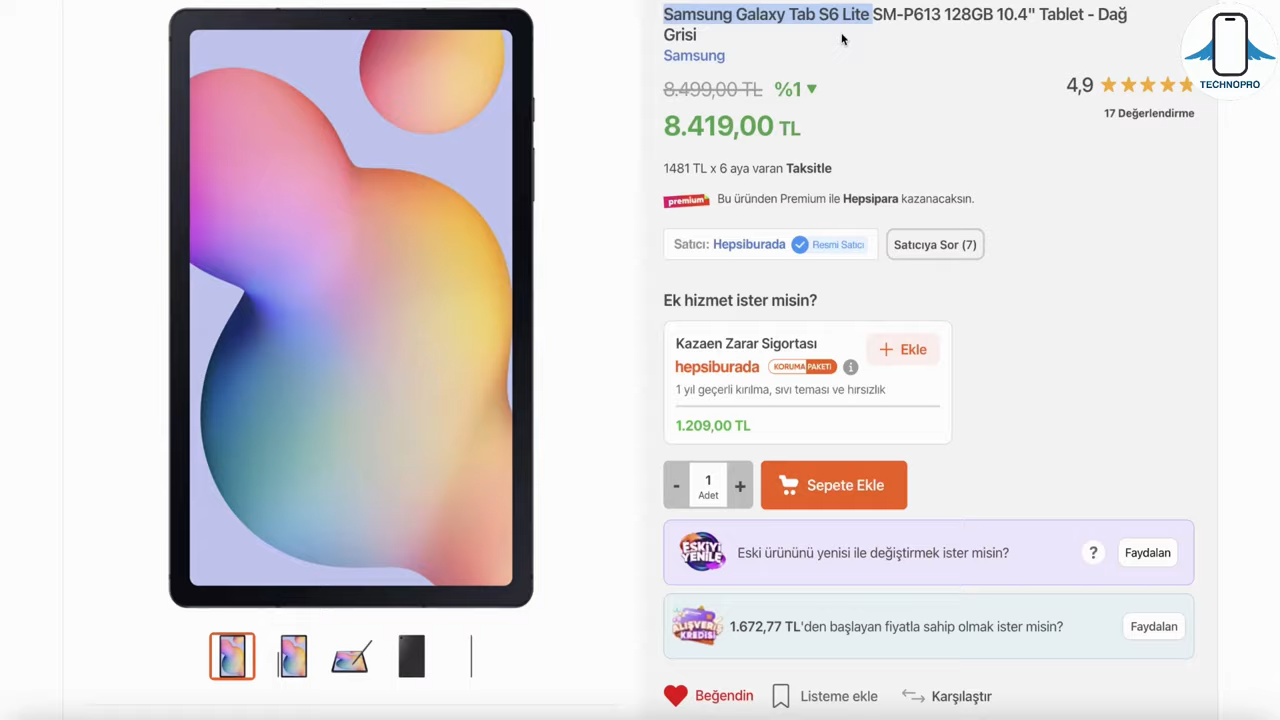 Samsung Galaxy Tab S6 Lite SM-P613 128GB 10.4" Tablet - Dağ
Grisi
Samsung
8.499,00 TL %1
4,9
17 Değerlendirme
TECHNOPRO
8.419,00 TL
1481 TL x 6 aya varan Taksitle
premium Bu üründen Premium ile Hepsipara kazanacaksın.
Satıcı: Hepsiburada Resmi Satıcı
Satıcıya Sor (7)
Ek hizmet ister misin?
Kazaen Zarar Sigortası
+ Ekle
hepsiburada KORUMA PAKETİ i
1 yıl geçerli kırılma, sıvı teması ve hırsızlık
1.209,00 TL
- 1 +
Adet
Sepete Ekle
ESKİYİ
YENİLE
Eski ürününü yenisi ile değiştirmek ister misin?
?
Faydalan
ALIŞVERİŞ
KREDİSİ
1.672,77 TL'den başlayan fiyatla sahip olmak ister misin?
Faydalan
Beğendin
Listeme ekle
Karşılaştır